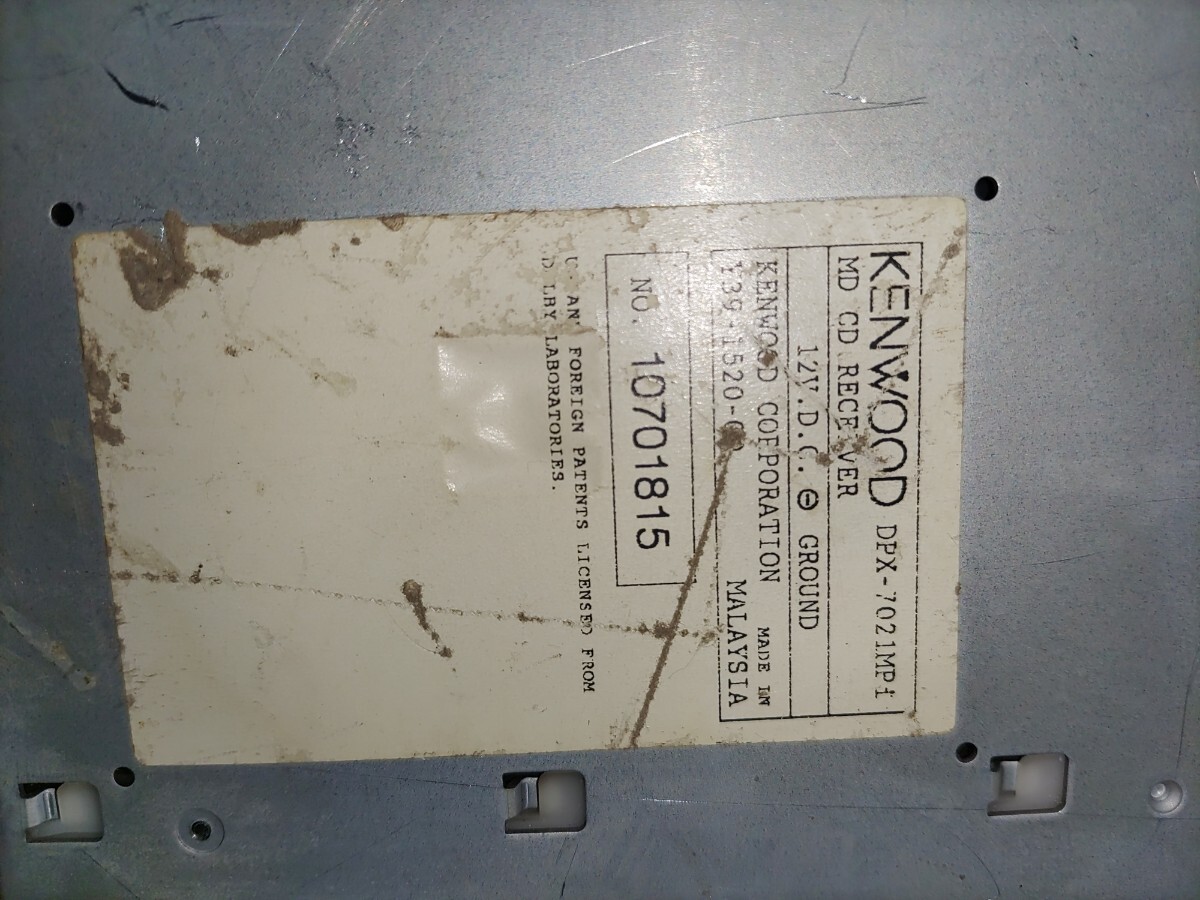 KENWOOD DPX-7021MPi
MD CD RECEIVER
12V.D.C. ⊖ GROUND
KENWOOD CORPORATION
MADE IN
MALAYSIA
NO. 10701815
FOREIGN PATENTS LICENSED FROM
LABORATORIES.